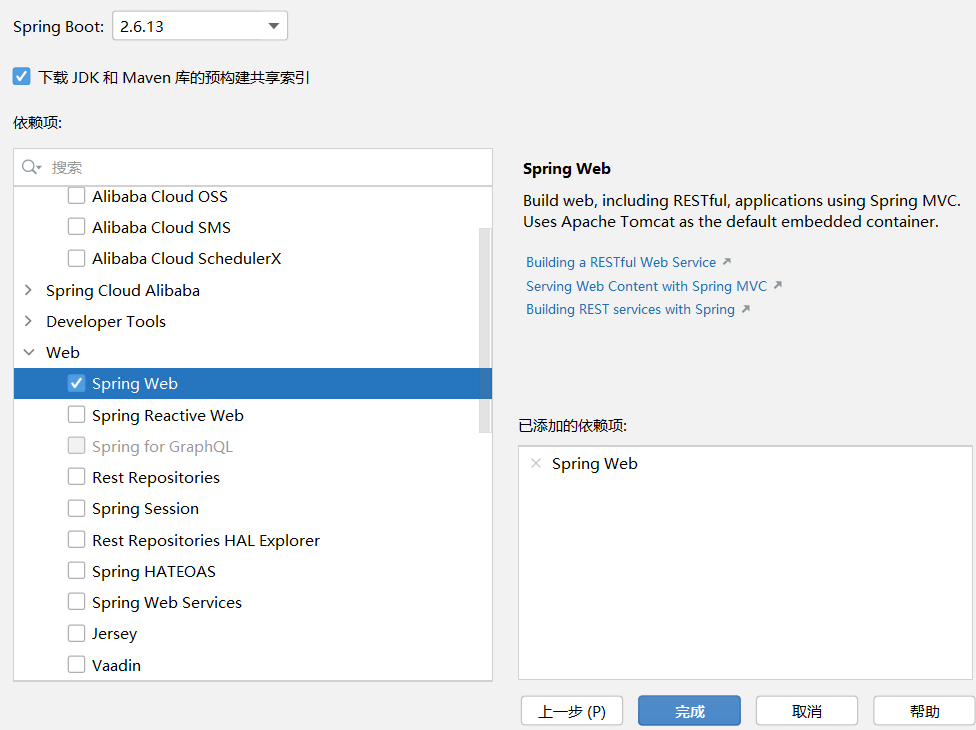 Spring Boot: 2.6.13
下载 JDK 和 Maven 库的预构建共享索引
依赖项:
搜索
Alibaba Cloud OSS
Alibaba Cloud SMS
Alibaba Cloud SchedulerX
Spring Cloud Alibaba
Developer Tools
Web
Spring Web
Spring Reactive Web
Spring for GraphQL
Rest Repositories
Spring Session
Rest Repositories HAL Explorer
Spring HATEOAS
Spring Web Services
Jersey
Vaadin
Spring Web
Build web, including RESTful, applications using Spring MVC.
Uses Apache Tomcat as the default embedded container.
Building a RESTful Web Service
Serving Web Content with Spring MVC
Building REST services with Spring
已添加的依赖项:
Spring Web
上一步 (P) 完成 取消 帮助